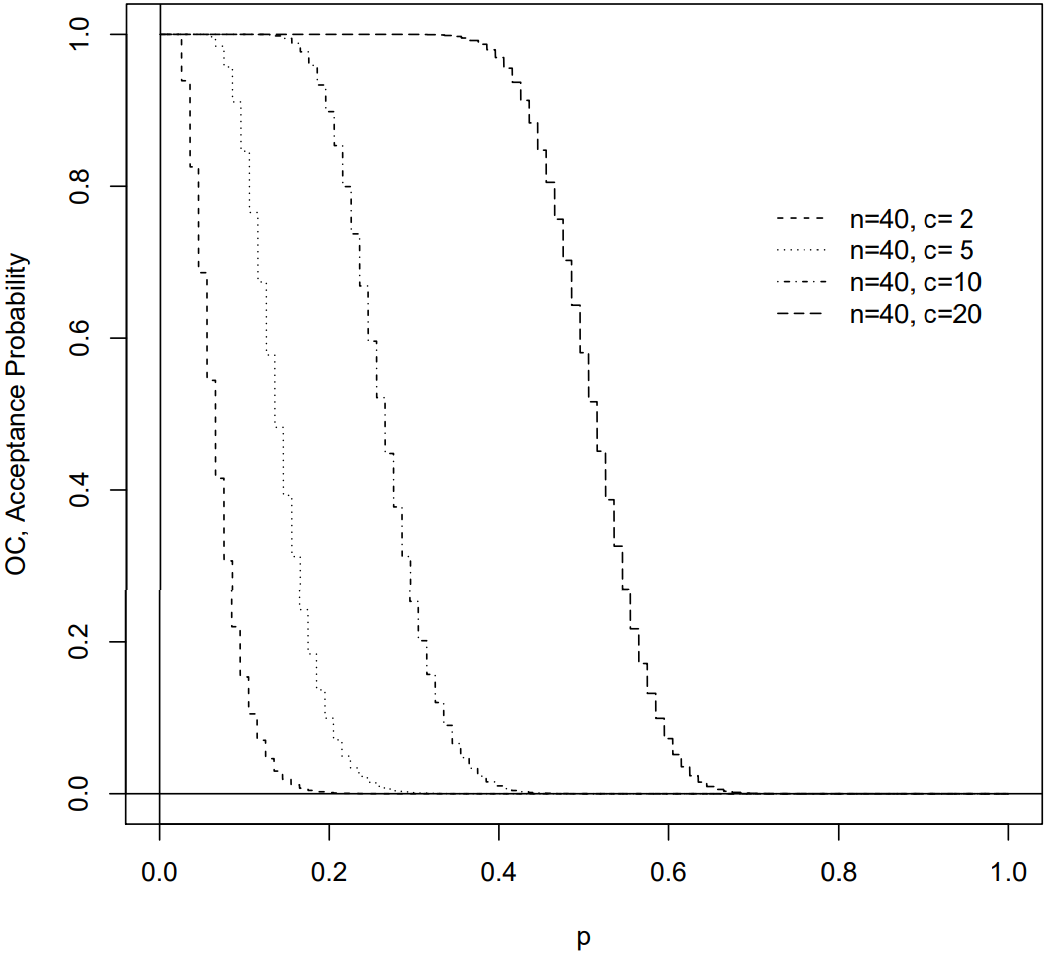 1.0
0.8
0.6
0.4
0.2
0.0
OC, Acceptance Probability
n=40, c= 2
n=40, c= 5
n=40, c=10
n=40, c=20
0.0 0.2 0.4 0.6 0.8 1.0
p